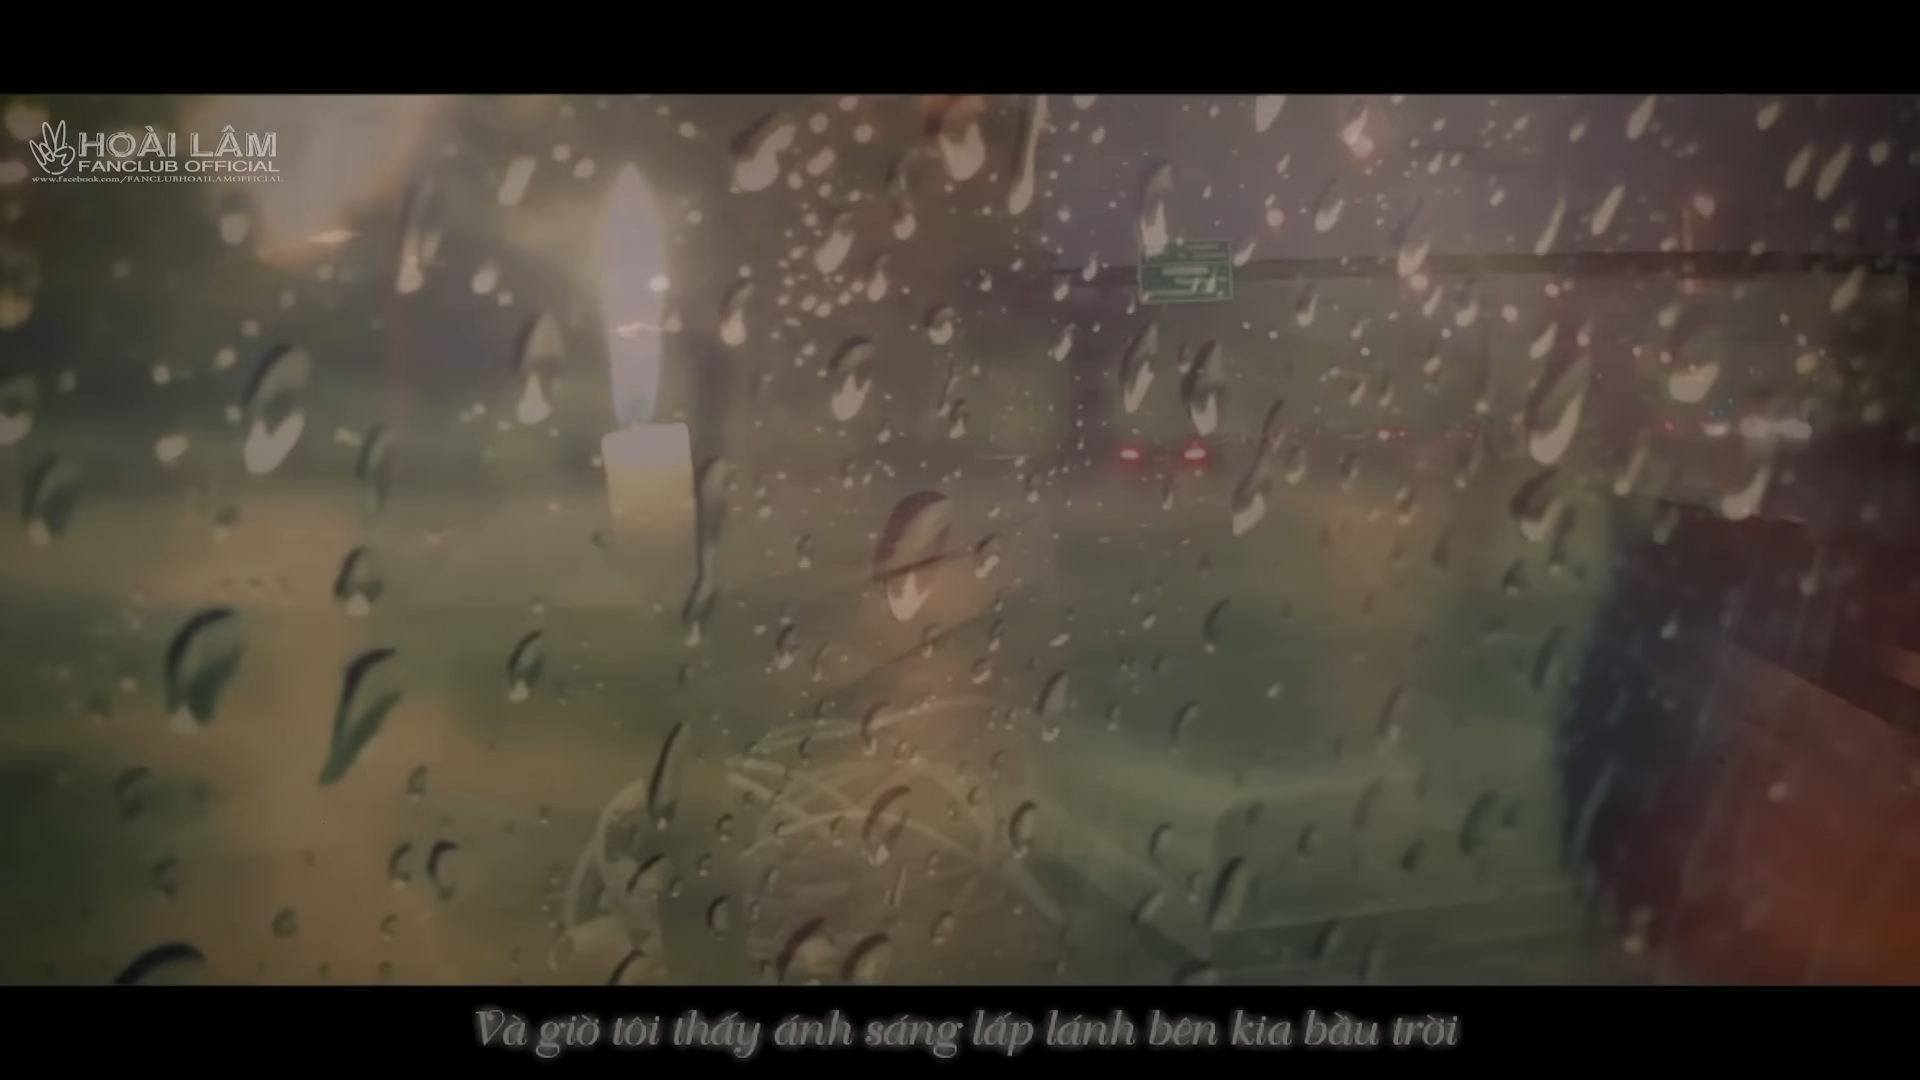 HOÀI LÂM
FANCLUB OFFICIAL
www.facebook.com/FANCLUBHOAILAMOFFICIAL
Và giờ tôi thấy ánh sáng lấp lánh bên kia bầu trời